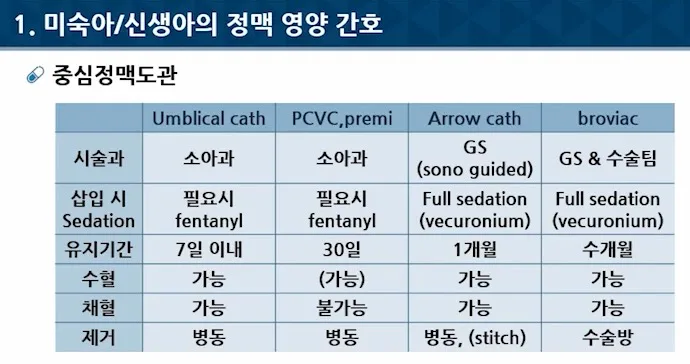 1. 미숙아/신생아의 정맥 영양 간호
중심정맥도관
Umblical cath PCVC,premi Arrow cath broviac
시술과 소아과 소아과 GS (sono guided) GS & 수술팀
삽입 시 Sedation 필요시 fentanyl 필요시 fentanyl Full sedation (vecuronium) Full sedation (vecuronium)
유지기간 7일 이내 30일 1개월 수개월
수혈 가능 (가능) 가능 가능
채혈 가능 불가능 가능 가능
제거 병동 병동 병동, (stitch) 수술방